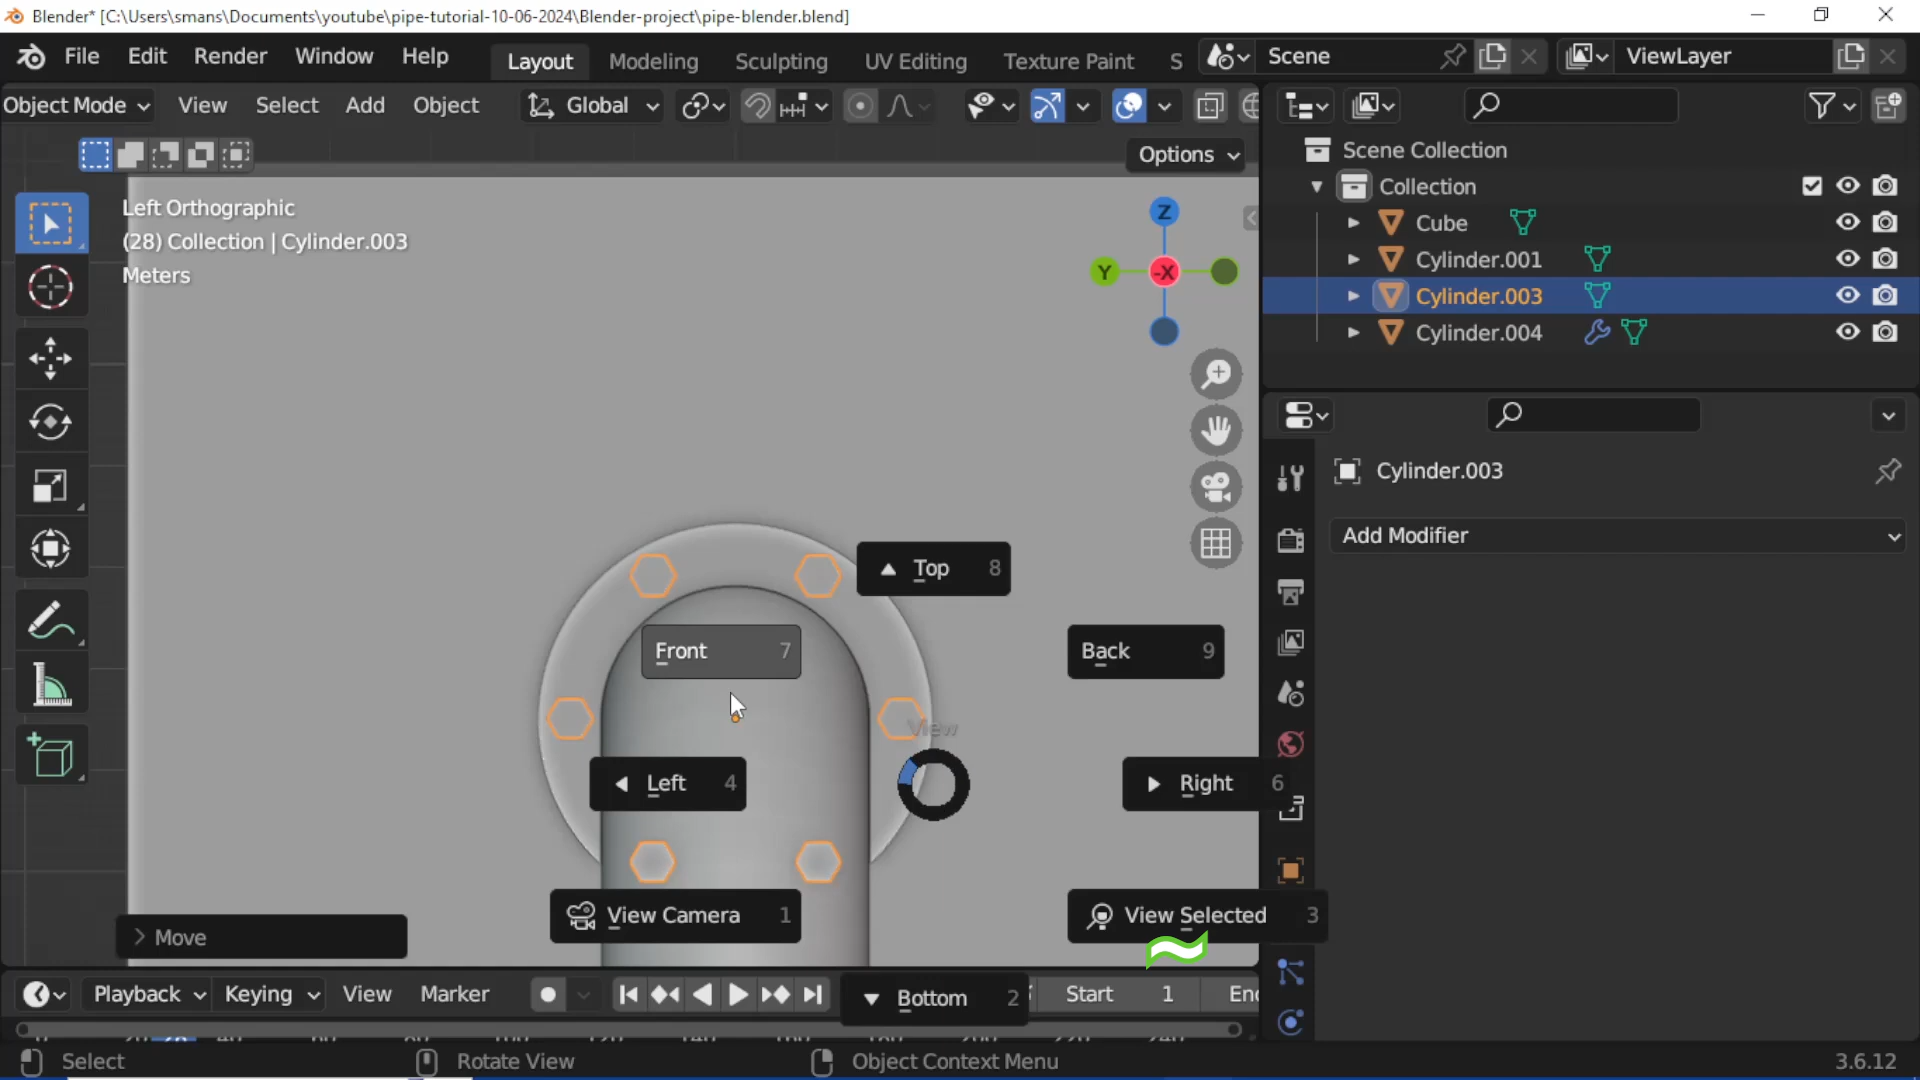 Blender* [C:\Users\smans\Documents\youtube\pipe-tutorial-10-06-2024\Blender-project\pipe-blender.blend]
File Edit Render Window Help Layout Modeling Sculpting UV Editing Texture Paint S Scene ViewLayer
Object Mode View Select Add Object Global
Options
Left Orthographic
(28) Collection | Cylinder.003
Meters
Z
Y
-X
Scene Collection
Collection
Cube
Cylinder.001
Cylinder.003
Cylinder.004
Cylinder.003
Add Modifier
Top 8
Front 7
Back 9
View
Left 4
Right 6
View Camera 1
View Selected 3
Bottom 2
Move
Playback Keying View Marker Start 1
Select Rotate View Object Context Menu 3.6.12